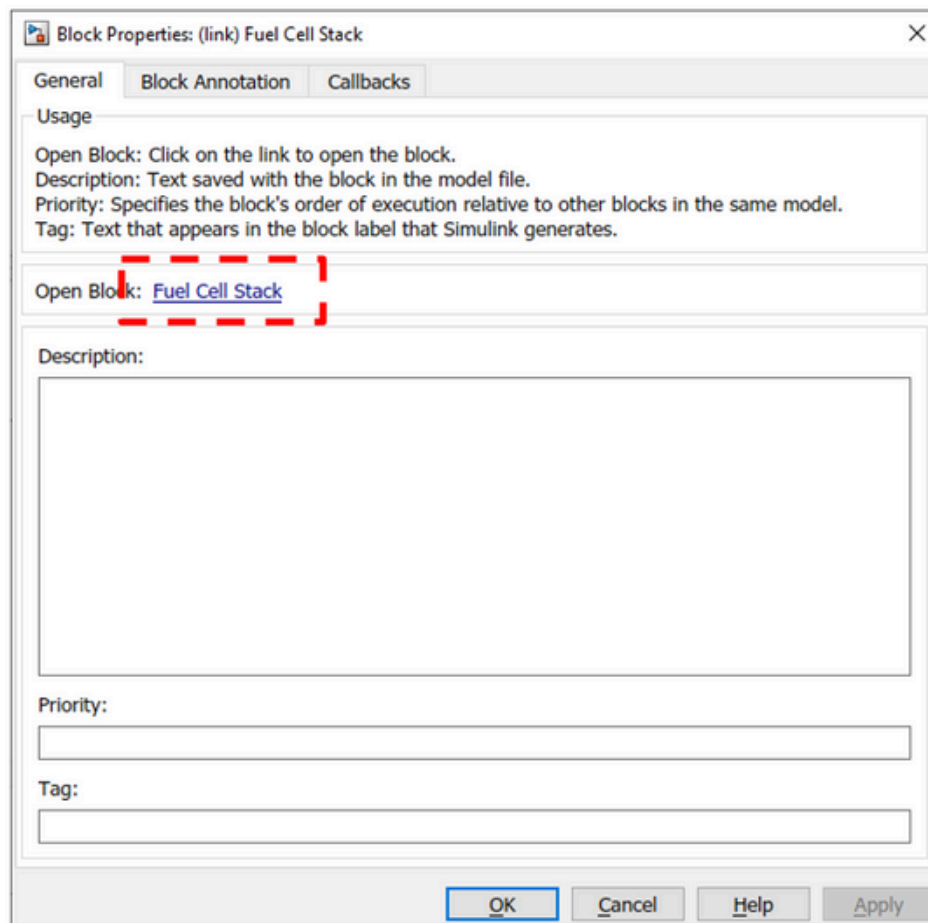 Block Properties: (link) Fuel Cell Stack
General Block Annotation Callbacks
Usage
Open Block: Click on the link to open the block.
Description: Text saved with the block in the model file.
Priority: Specifies the block's order of execution relative to other blocks in the same model.
Tag: Text that appears in the block label that Simulink generates.
Open Block: Fuel Cell Stack
Description:
Priority:
Tag:
OK Cancel Help Apply